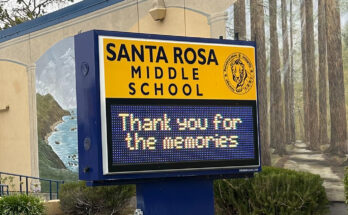 SANTA ROSA
MIDDLE
SCHOOL
Thank you for
the memories